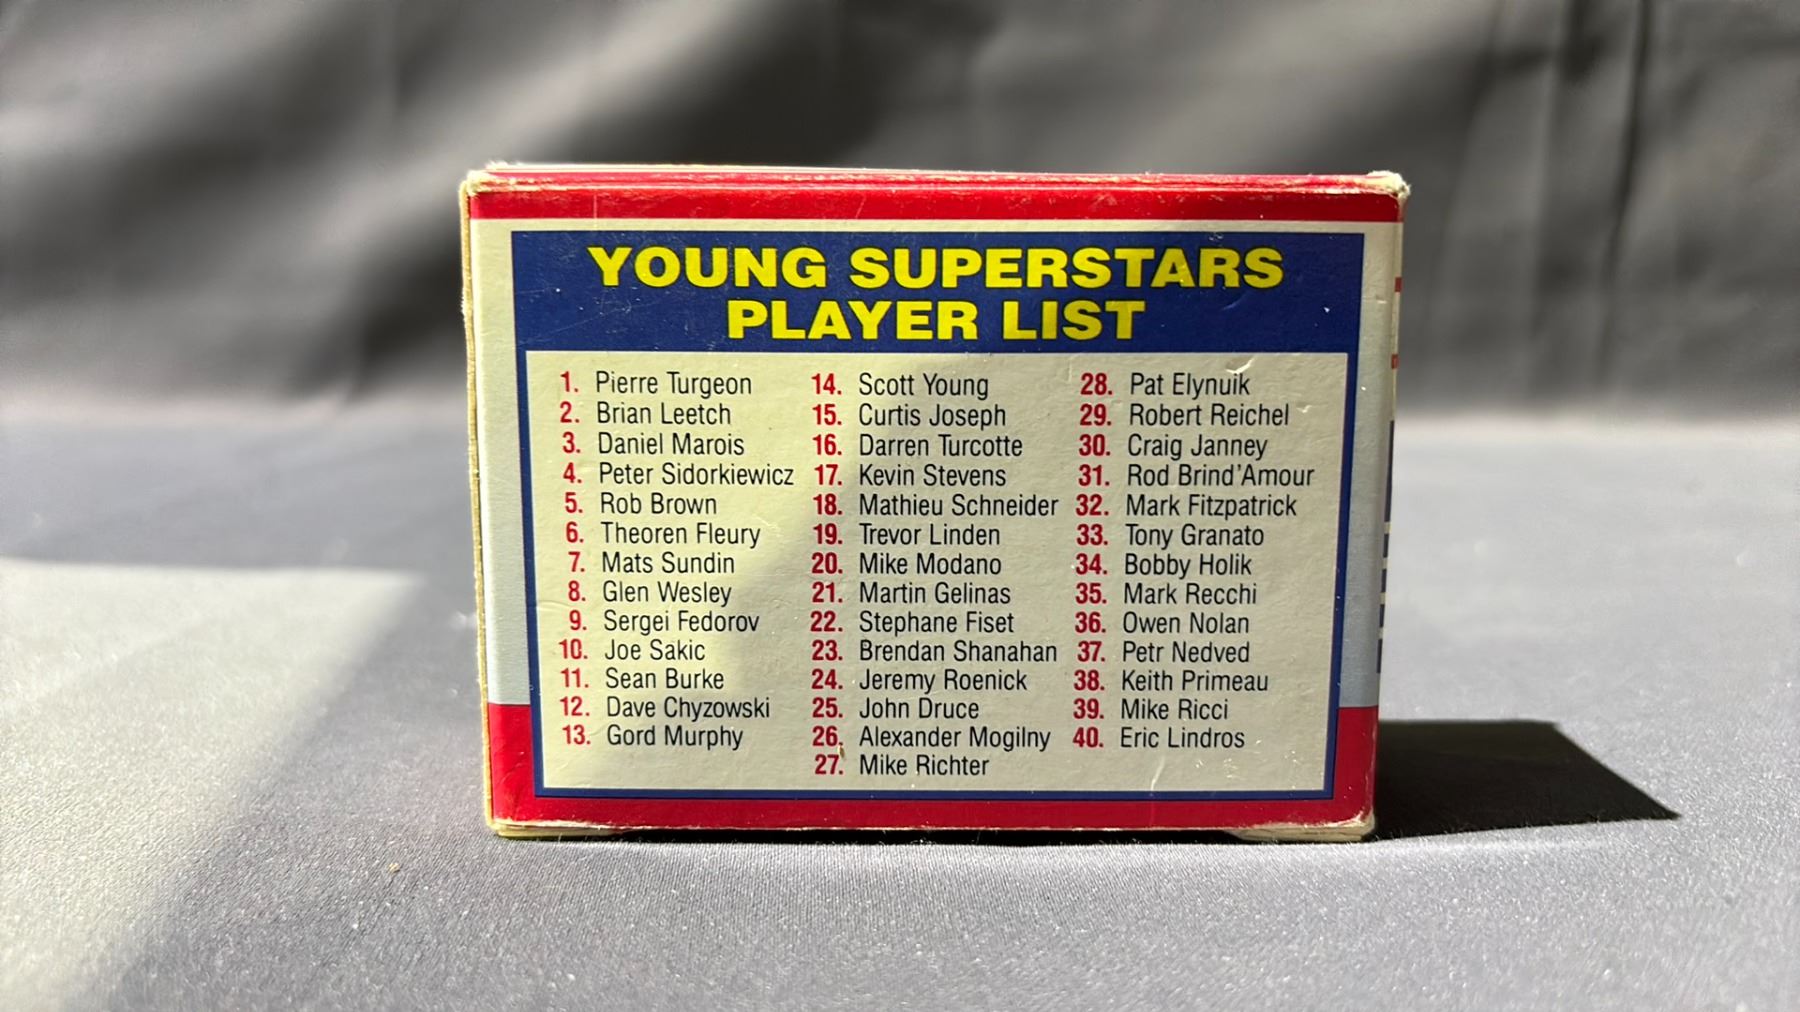 YOUNG SUPERSTARS
PLAYER LIST
1. Pierre Turgeon
2. Brian Leetch
3. Daniel Marois
4. Peter Sidorkiewicz
5. Rob Brown
6. Theoren Fleury
7. Mats Sundin
8. Glen Wesley
9. Sergei Fedorov
10. Joe Sakic
11. Sean Burke
12. Dave Chyzowski
13. Gord Murphy
14. Scott Young
15. Curtis Joseph
16. Darren Turcotte
17. Kevin Stevens
18. Mathieu Schneider
19. Trevor Linden
20. Mike Modano
21. Martin Gelinas
22. Stephane Fiset
23. Brendan Shanahan
24. Jeremy Roenick
25. John Druce
26. Alexander Mogilny
27. Mike Richter
28. Pat Elynuik
29. Robert Reichel
30. Craig Janney
31. Rod Brind'Amour
32. Mark Fitzpatrick
33. Tony Granato
34. Bobby Holik
35. Mark Recchi
36. Owen Nolan
37. Petr Nedved
38. Keith Primeau
39. Mike Ricci
40. Eric Lindros